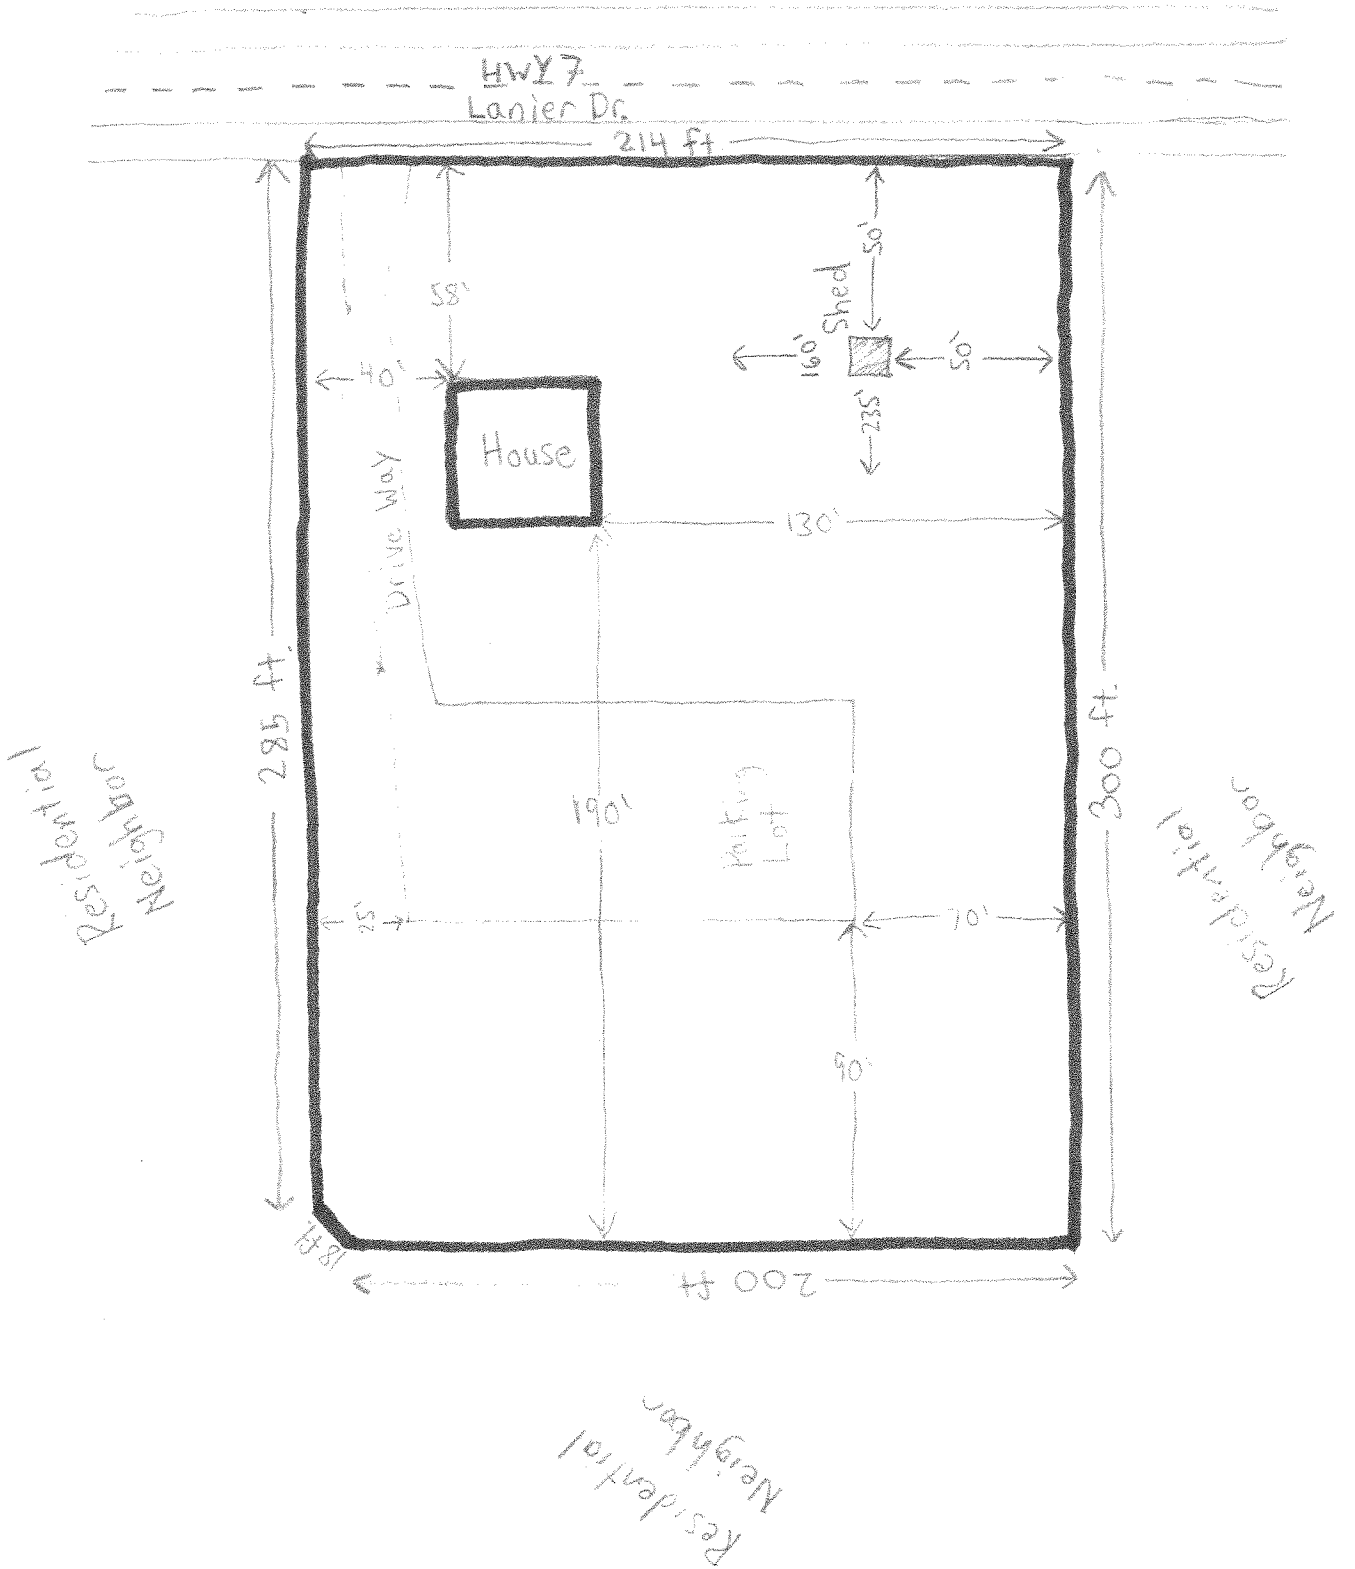 HWY 7
Lanier Dr.
214 ft
50'
58'
Shed
160'
50'
40'
235'
House
Drive Way
130'
285 ft.
300 ft.
Residential
Neighbor
Residential
Neighbor
190'
Parking
Lot
25'
70'
90'
18 ft.
200 ft
Residential
Neighbor